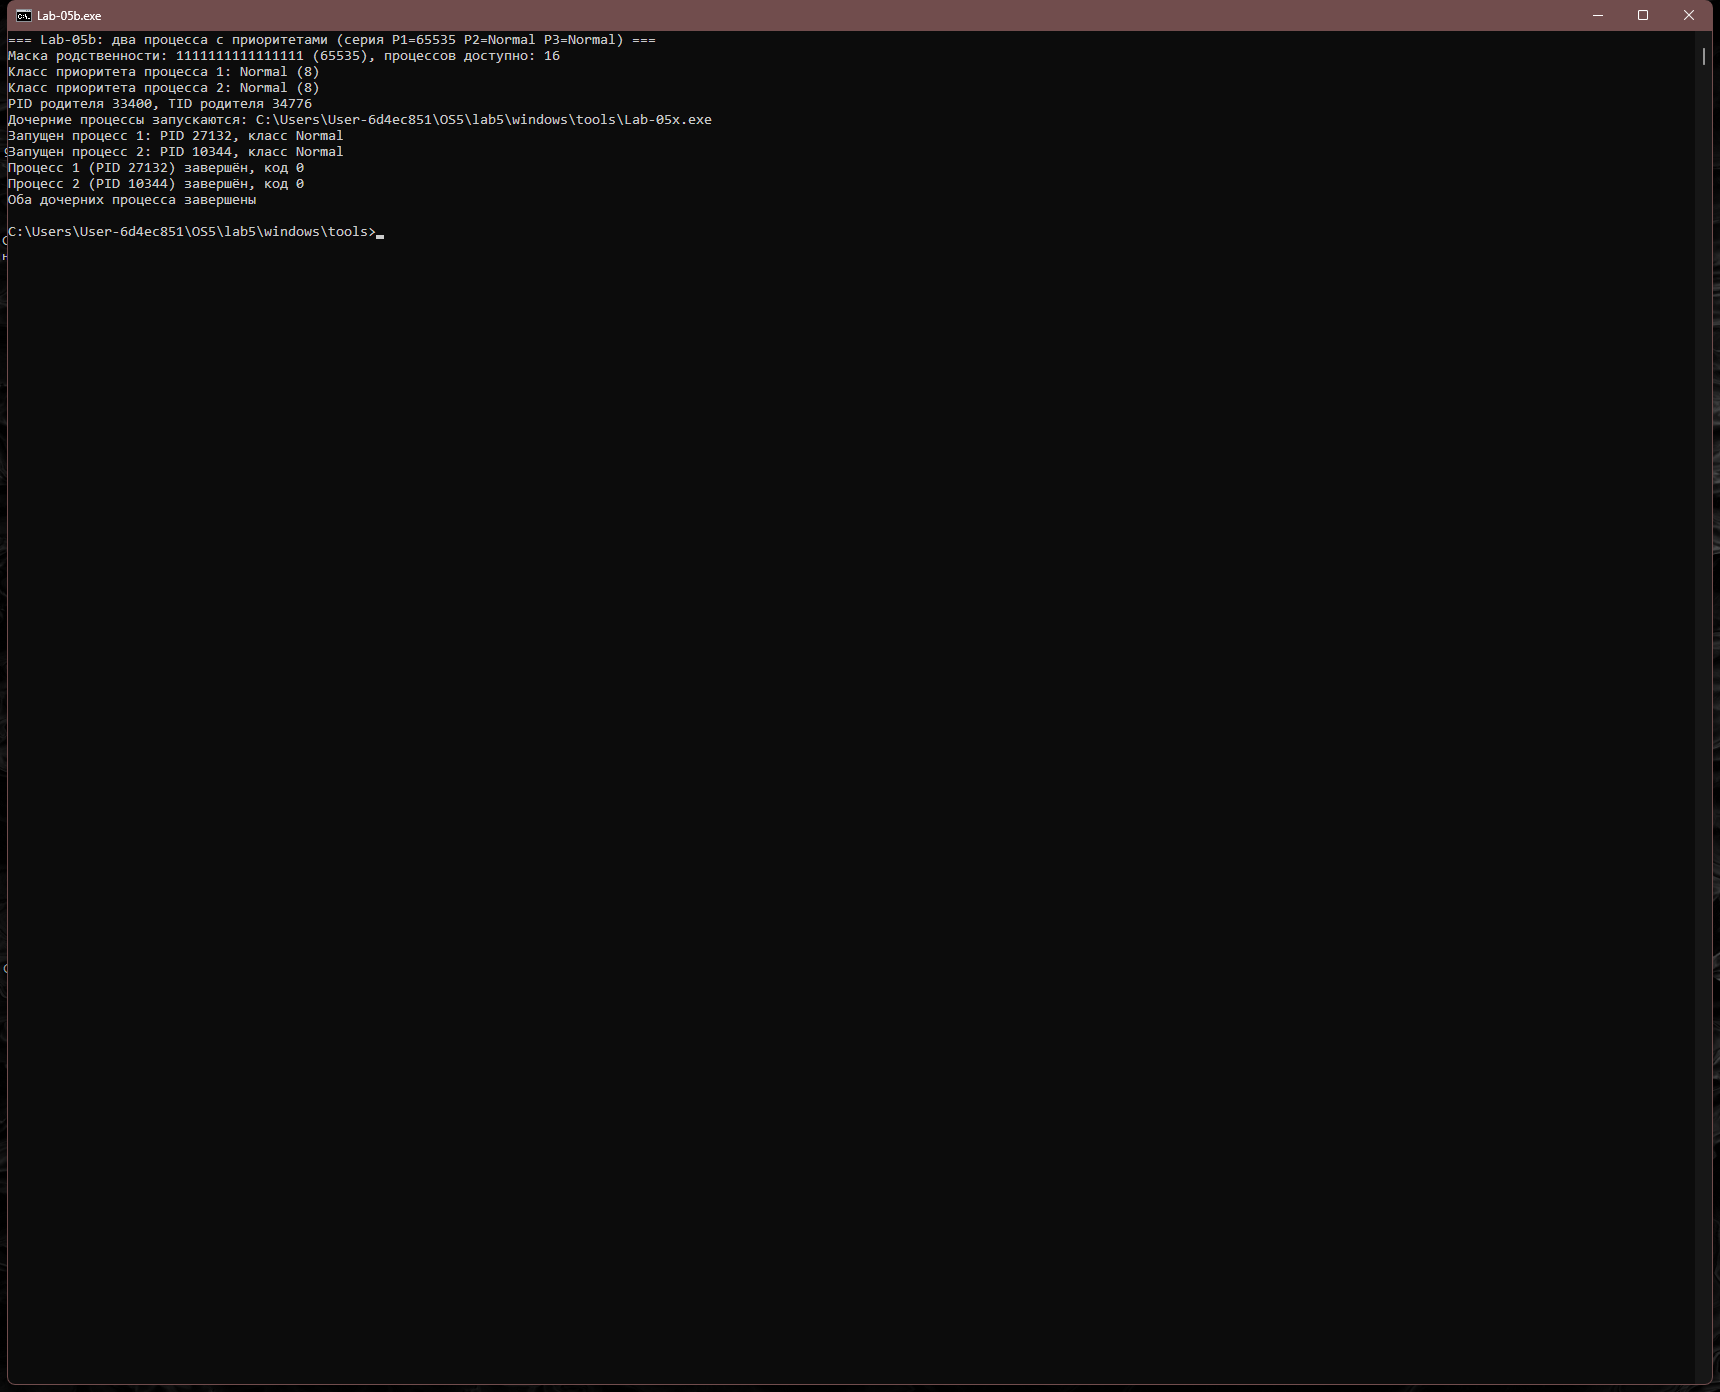 Lab-05b.exe
=== Lab-05b: два процесса с приоритетами (серия P1=65535 P2=Normal P3=Normal) ===
Маска родственности: 1111111111111111 (65535), процессов доступно: 16
Класс приоритета процесса 1: Normal (8)
Класс приоритета процесса 2: Normal (8)
PID родителя 33400, TID родителя 34776
Дочерние процессы запускаются: C:\Users\User-6d4ec851\OS5\lab5\windows\tools\Lab-05x.exe
Запущен процесс 1: PID 27132, класс Normal
Запущен процесс 2: PID 10344, класс Normal
Процесс 1 (PID 27132) завершён, код 0
Процесс 2 (PID 10344) завершён, код 0
Оба дочерних процесса завершены
C:\Users\User-6d4ec851\OS5\lab5\windows\tools>